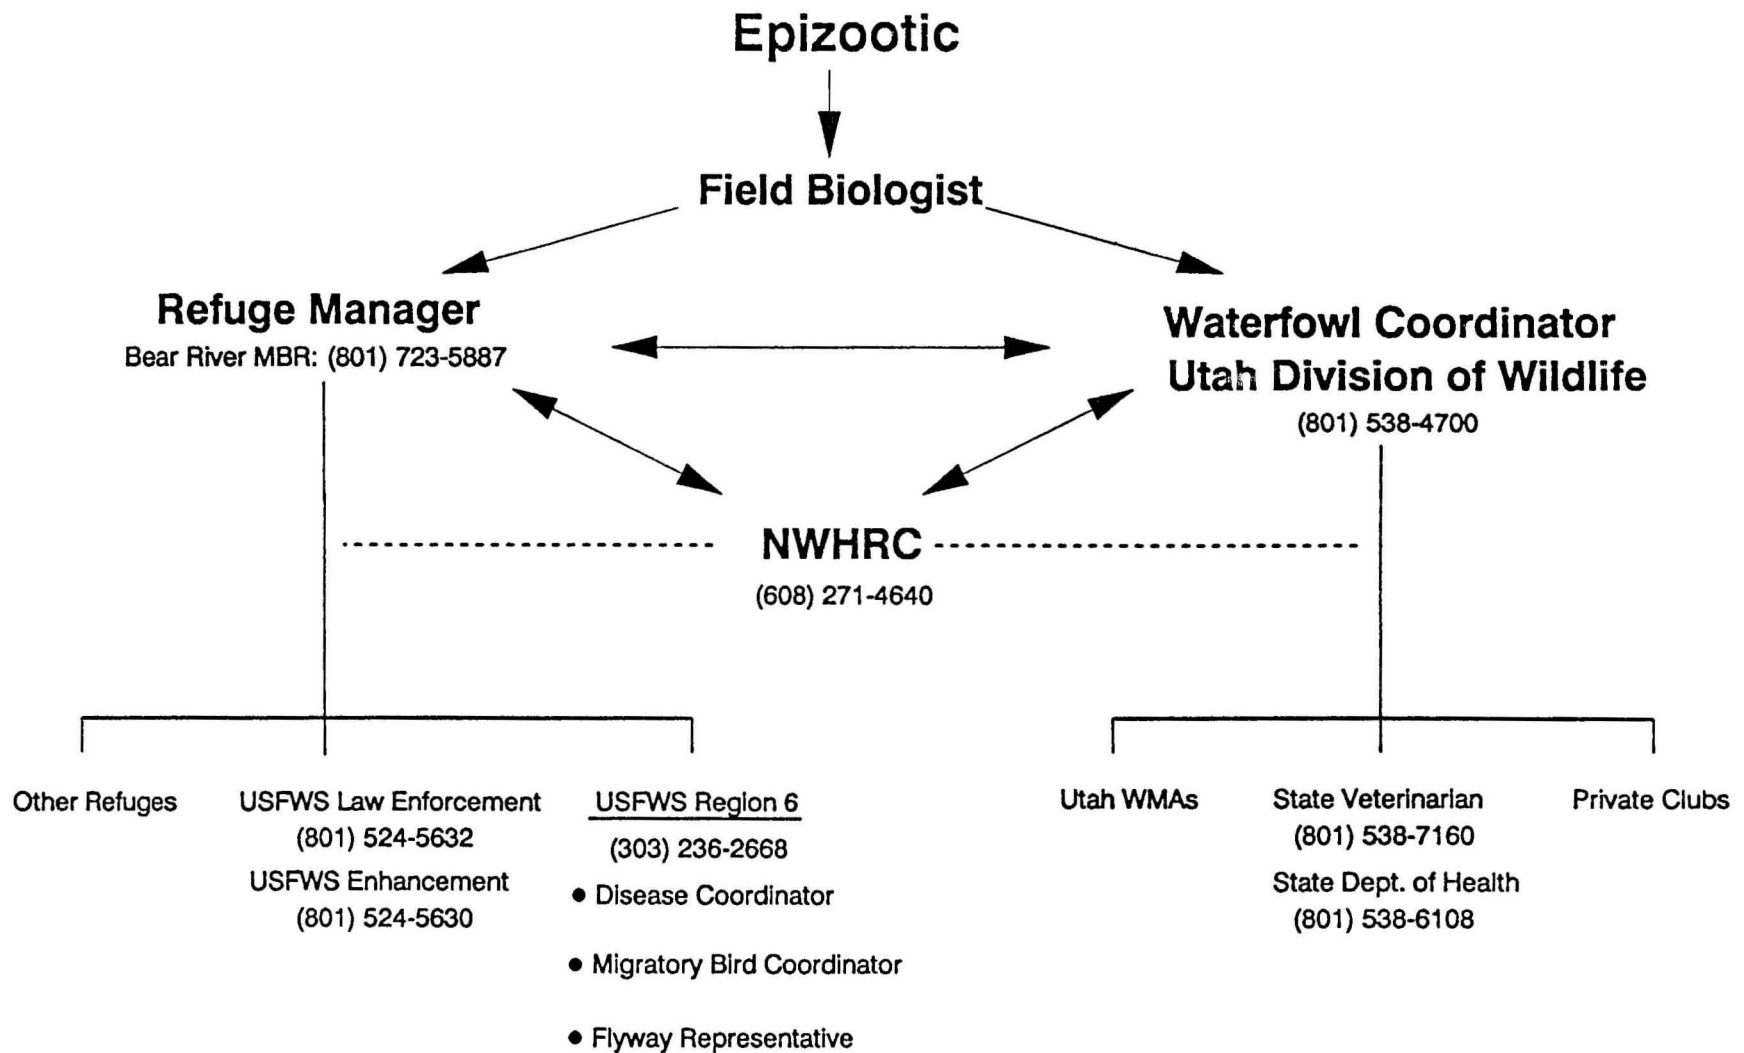 Epizootic
Field Biologist
Refuge Manager
Bear River MBR: (801) 723-5887
Waterfowl Coordinator
Utah Division of Wildlife
(801) 538-4700
NWHRC
(608) 271-4640
Other Refuges
USFWS Law Enforcement
(801) 524-5632
USFWS Enhancement
(801) 524-5630
USFWS Region 6
(303) 236-2668
• Disease Coordinator
• Migratory Bird Coordinator
• Flyway Representative
Utah WMAs
State Veterinarian
(801) 538-7160
State Dept. of Health
(801) 538-6108
Private Clubs